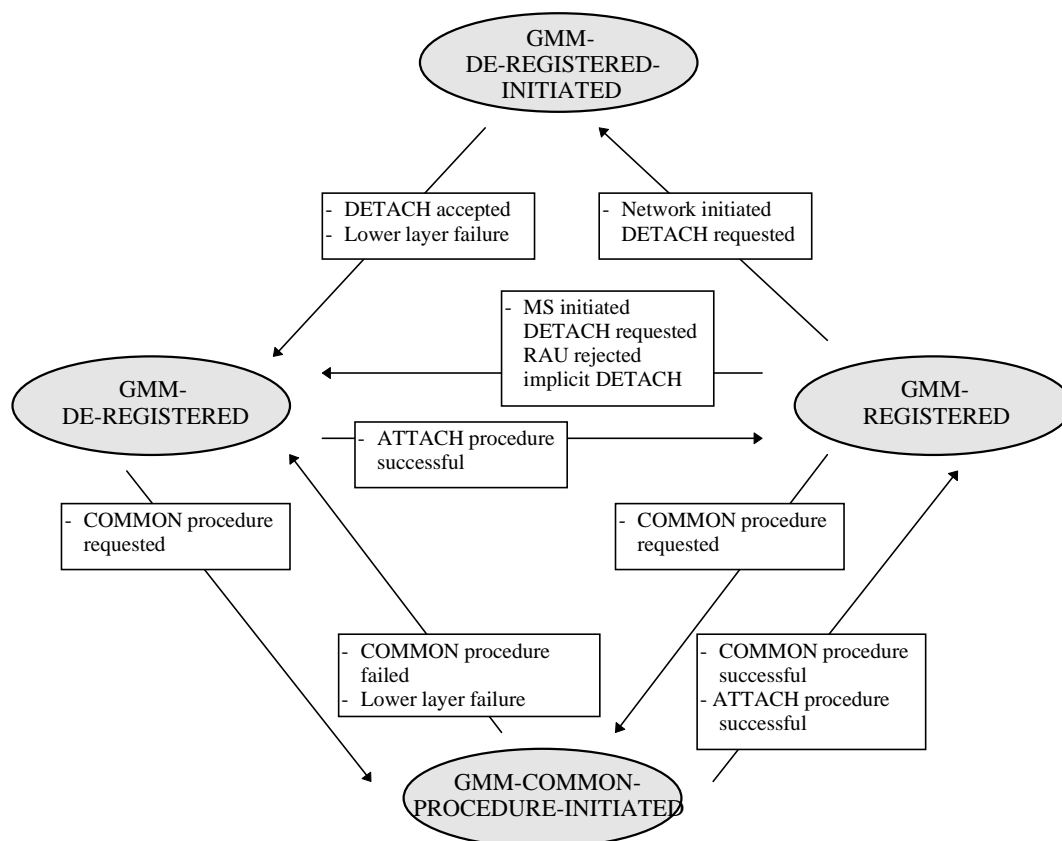 GMM-
DE-REGISTERED-
INITIATED
- DETACH accepted
- Lower layer failure
- Network initiated
DETACH requested
- MS initiated
DETACH requested
RAU rejected
implicit DETACH
GMM-
DE-REGISTERED
GMM-
REGISTERED
- ATTACH procedure
successful
- COMMON procedure
requested
- COMMON procedure
requested
- COMMON procedure
failed
- Lower layer failure
- COMMON procedure
successful
- ATTACH procedure
successful
GMM-COMMON-
PROCEDURE-INITIATED